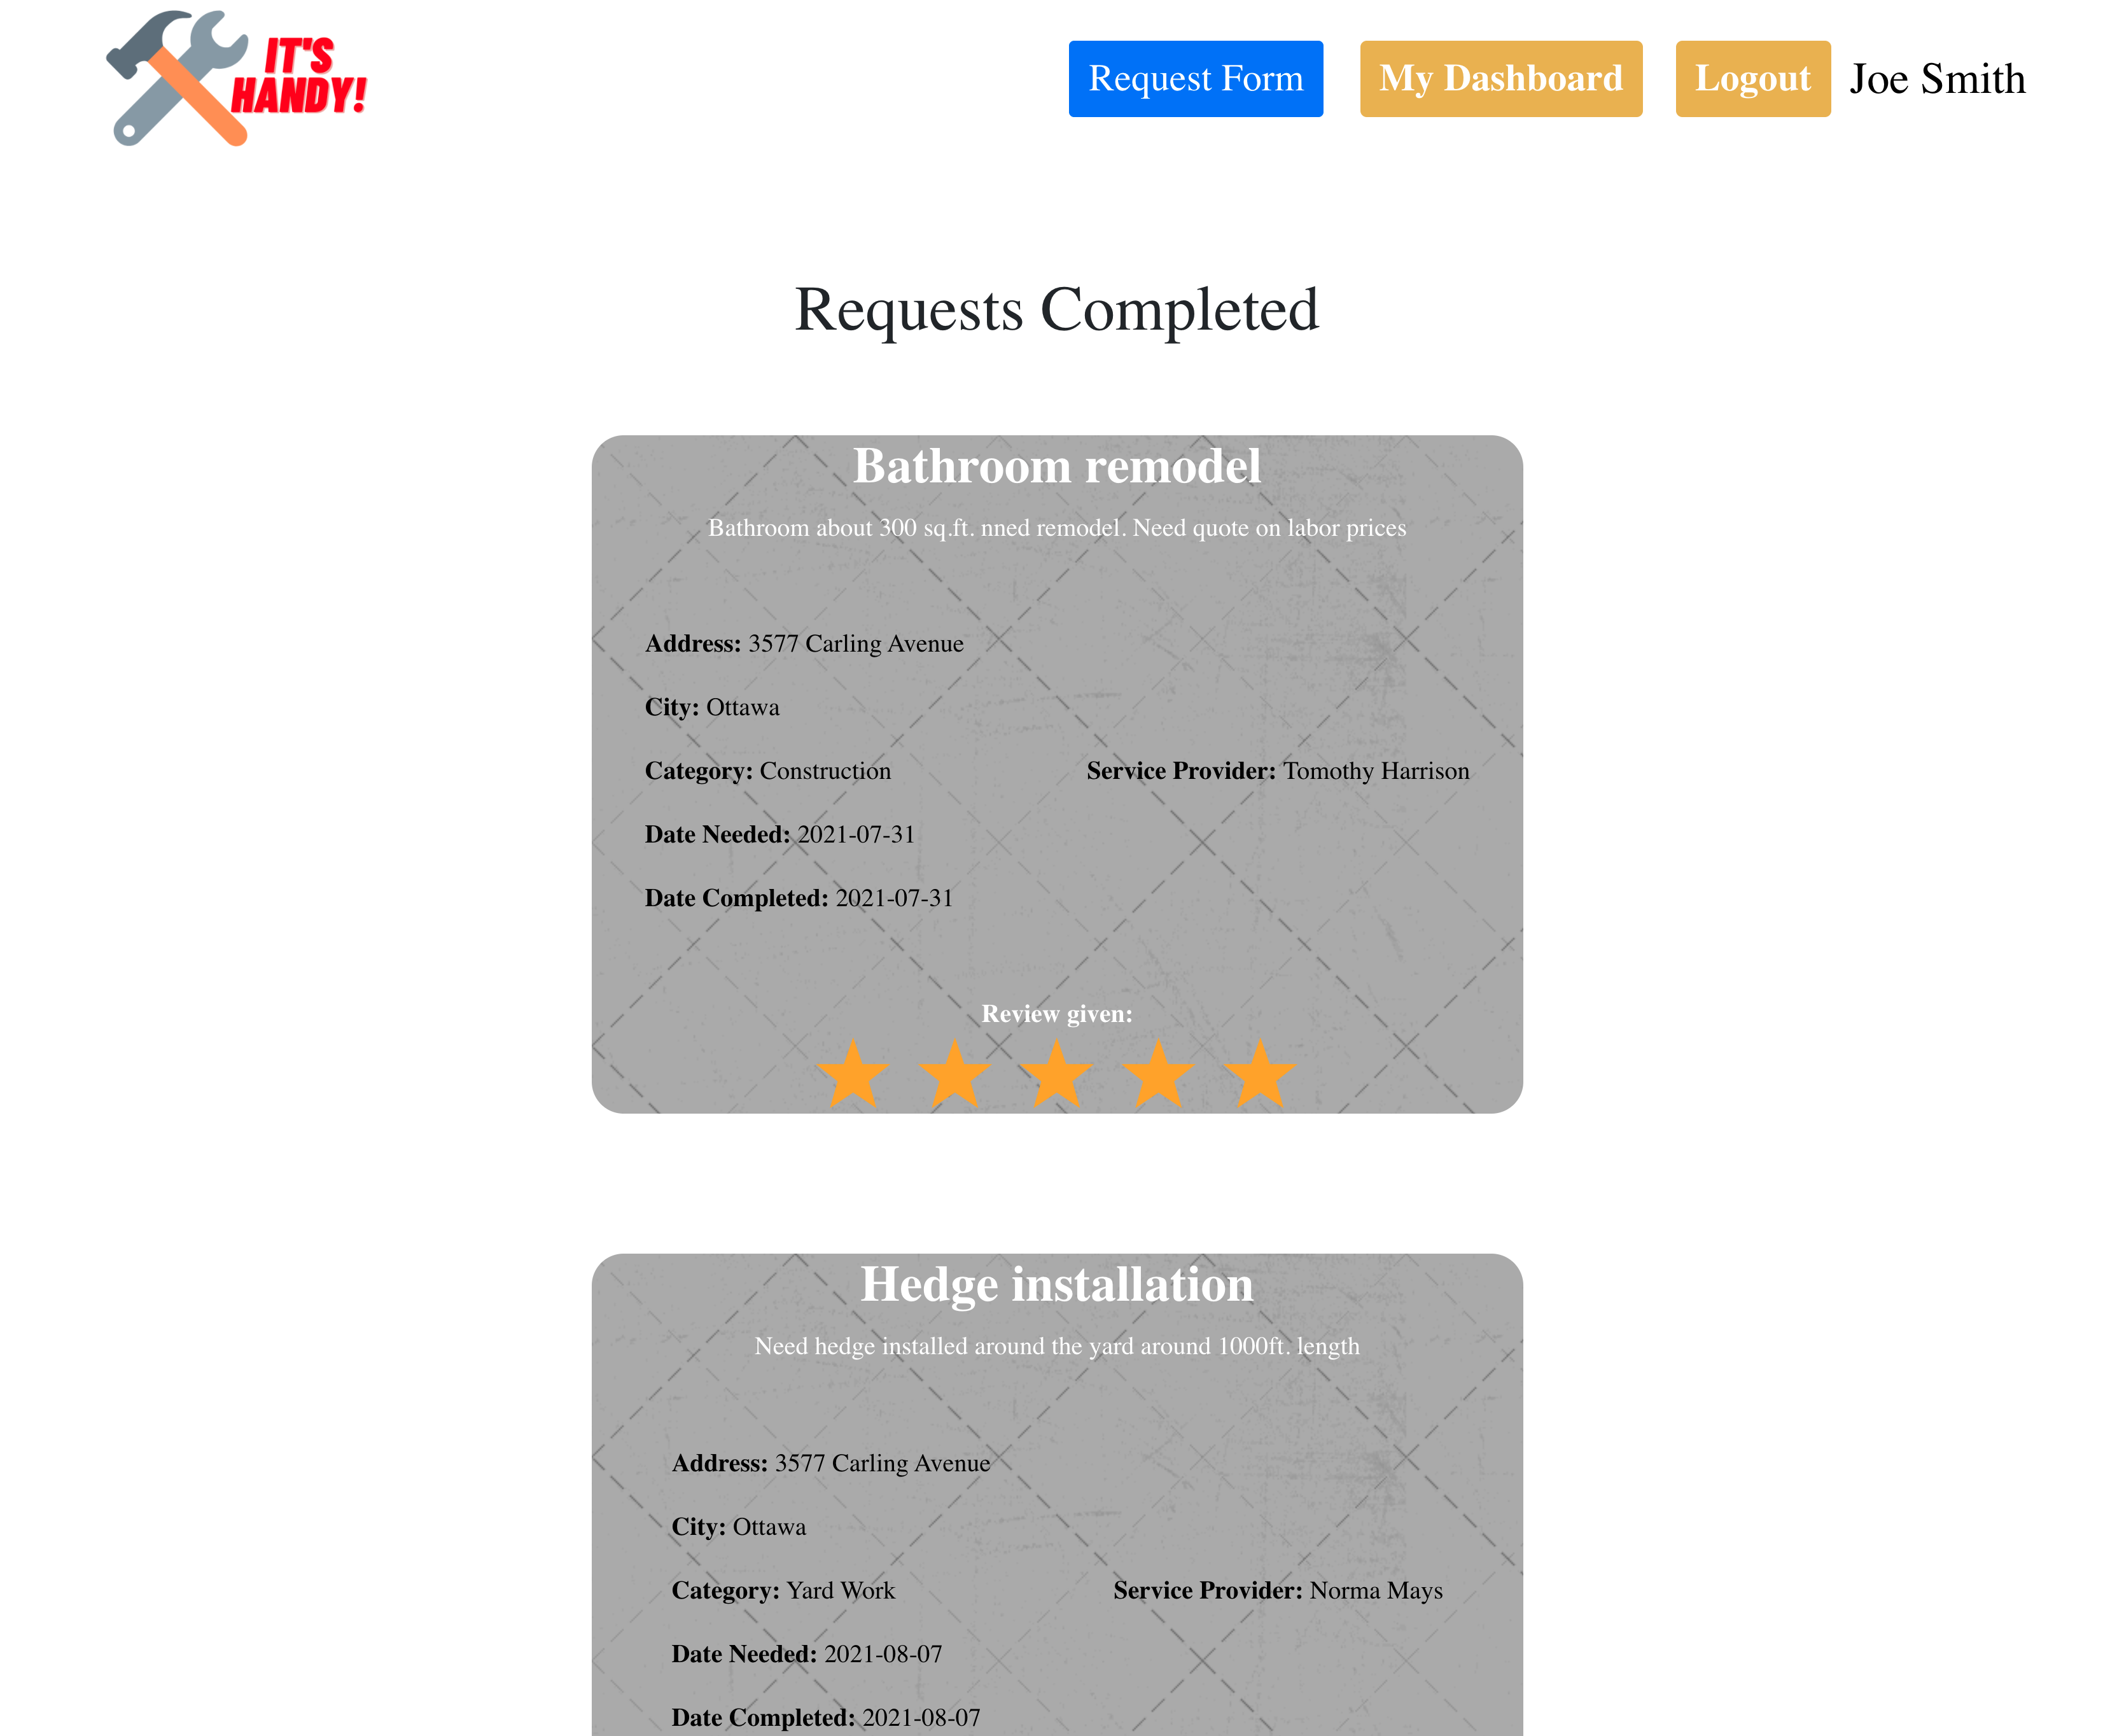 IT'S
HANDY!
Request Form My Dashboard Logout Joe Smith
Requests Completed
Bathroom remodel
Bathroom about 300 sq.ft. nned remodel. Need quote on labor prices
Address: 3577 Carling Avenue
City: Ottawa
Category: Construction
Service Provider: Tomothy Harrison
Date Needed: 2021-07-31
Date Completed: 2021-07-31
Review given:
Hedge installation
Need hedge installed around the yard around 1000ft. length
Address: 3577 Carling Avenue
City: Ottawa
Category: Yard Work
Service Provider: Norma Mays
Date Needed: 2021-08-07
Date Completed: 2021-08-07